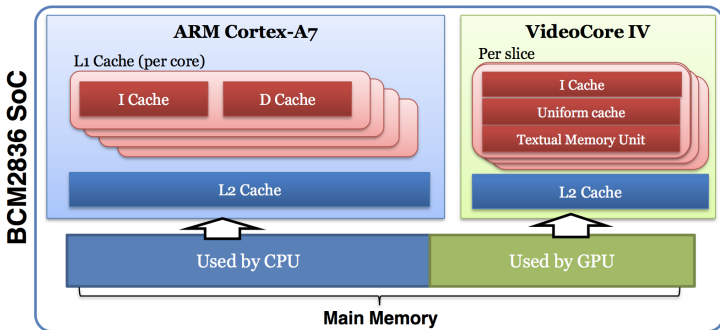 BCM2836 SoC
ARM Cortex-A7
L1 Cache (per core)
I Cache
D Cache
L2 Cache
VideoCore IV
Per slice
I Cache
Uniform cache
Textual Memory Unit
L2 Cache
Used by CPU
Used by GPU
Main Memory